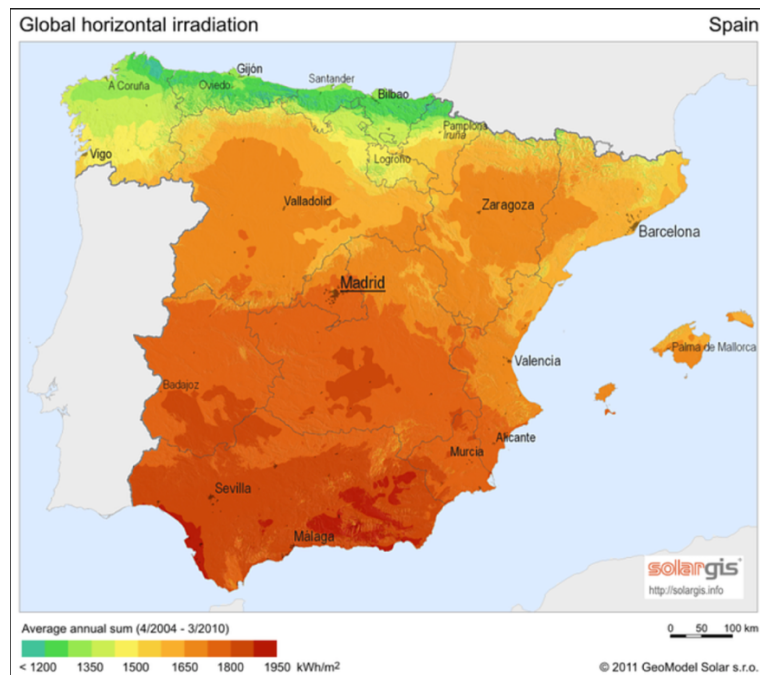 Global horizontal irradiation
Spain
Gijón
A Coruña
Oviedo
Santander
Bilbao
Pamplona
Iruña
Vigo
Logroño
Valladolid
Zaragoza
Barcelona
Madrid
Palma de Mallorca
Valencia
Badajoz
Alicante
Murcia
Sevilla
Málaga
solargis
http://solargis.info
Average annual sum (4/2004 - 3/2010)
0 50 100 km
< 1200 1350 1500 1650 1800 1950 kWh/m²
© 2011 GeoModel Solar s.r.o.